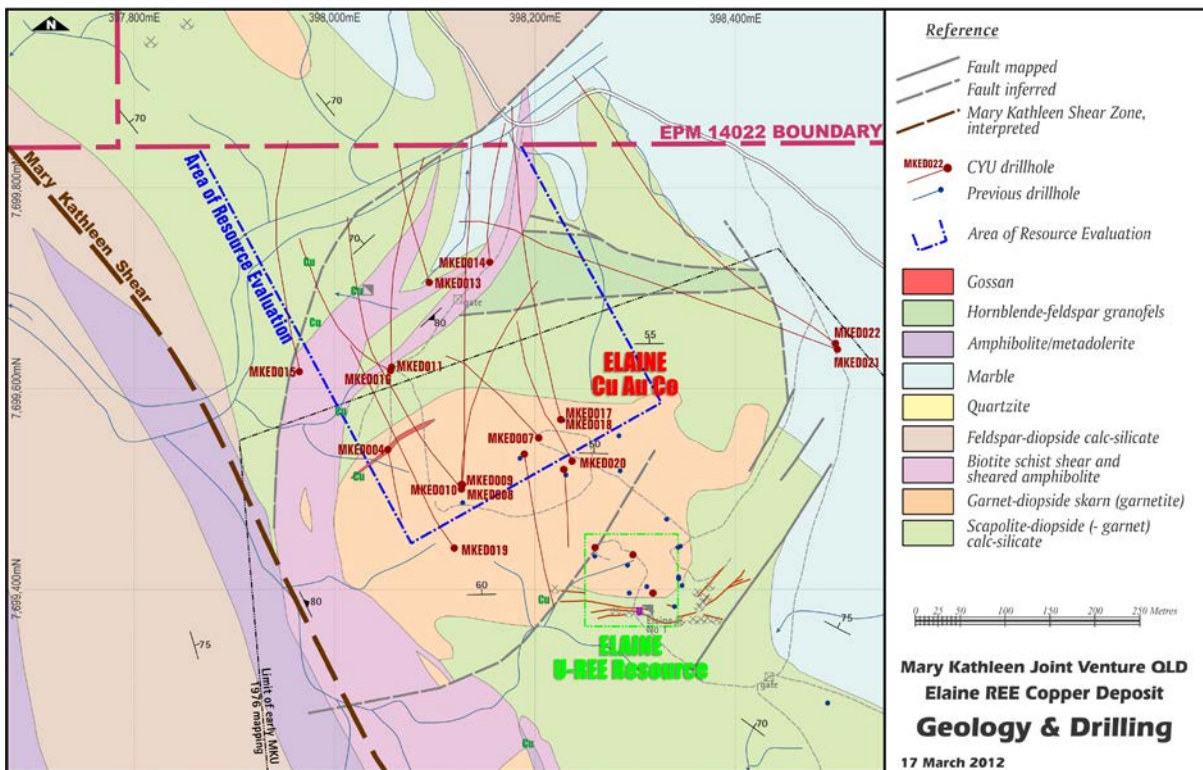 397,800mE
398,000mE
398,200mE
398,400mE
N
7,699,800mN
7,699,600mN
7,699,400mN
70
70
EPM 14022 BOUNDARY
Mary Kathleen Shear
Area of Resource Evaluation
Cu
70
Cu
Cu
MKED014
MKED013
gate
80
MKED022
MKED021
55
MKED015
MKED011
MKED016
ELAINE
Cu Au Co
Cu
MKED017
MKED018
MKED007
MKED004
50
MKED020
Cu
MKED009
MKED010
MKED008
MKED019
60
Cu
80
75
75
Elaine
No 1
ELAINE
U-REE Resource
gate
Limit of early MKU
1976 mapping
70
Cu
Reference
Fault mapped
Fault inferred
Mary Kathleen Shear Zone,
interpreted
MKED022
CYU drillhole
Previous drillhole
Area of Resource Evaluation
Gossan
Hornblende-feldspar granofels
Amphibolite/metadolerite
Marble
Quartzite
Feldspar-diopside calc-silicate
Biotite schist shear and
sheared amphibolite
Garnet-diopside skarn (garnetite)
Scapolite-diopside (- garnet)
calc-silicate
0 25 50 100 150 200 250 Metres
Mary Kathleen Joint Venture QLD
Elaine REE Copper Deposit
Geology & Drilling
17 March 2012